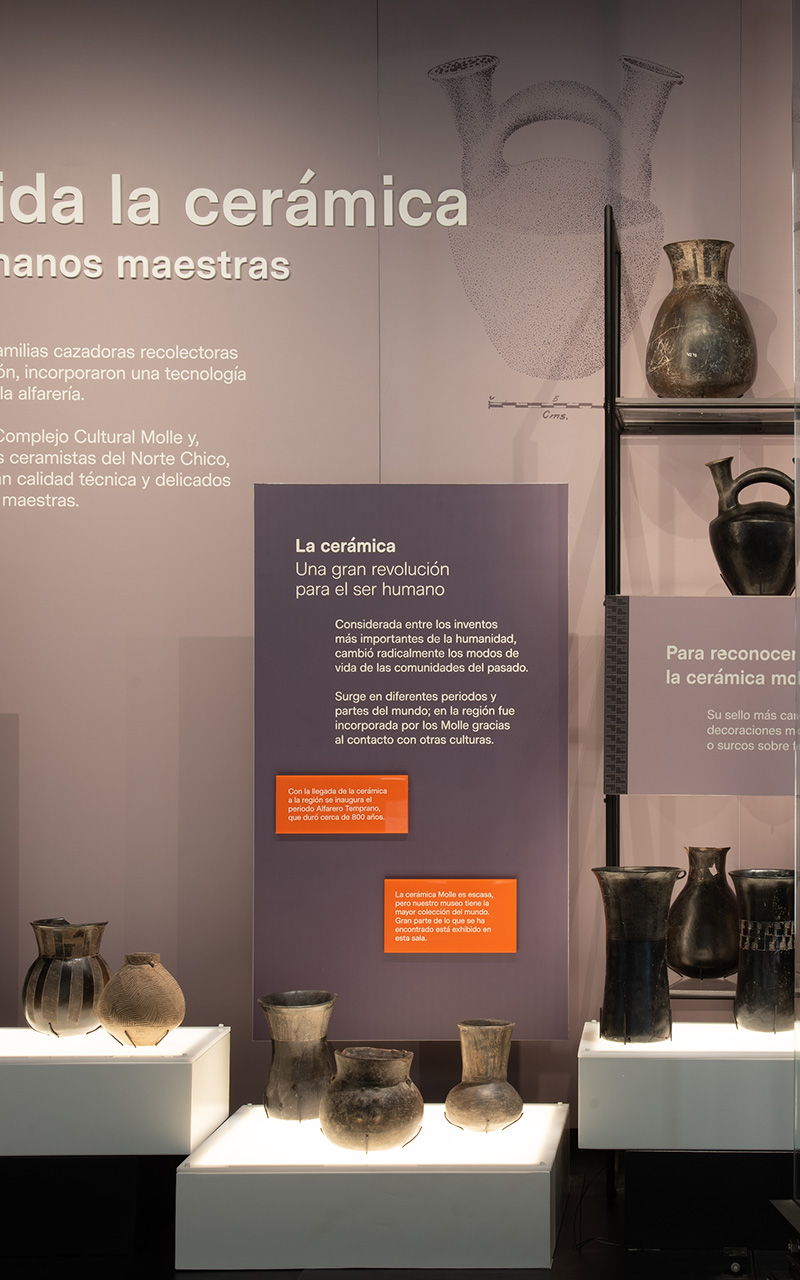 ida la cerámica
manos maestras
amilias cazadoras recolectoras
ón, incorporaron una tecnología
la alfarería.
Complejo Cultural Molle y,
s ceramistas del Norte Chico,
an calidad técnica y delicados
maestras.
5
Cms.
La cerámica
Una gran revolución
para el ser humano
Considerada entre los inventos
más importantes de la humanidad,
cambió radicalmente los modos de
vida de las comunidades del pasado.
Surge en diferentes periodos y
partes del mundo; en la región fue
incorporada por los Molle gracias
al contacto con otras culturas.
Con la llegada de la cerámica
a la región se inaugura el
periodo Alfarero Temprano,
que duró cerca de 800 años.
La cerámica Molle es escasa,
pero nuestro museo tiene la
mayor colección del mundo.
Gran parte de lo que se ha
encontrado está exhibido en
esta sala.
Para reconocer
la cerámica mo
Su sello más car
decoraciones m
o surcos sobre